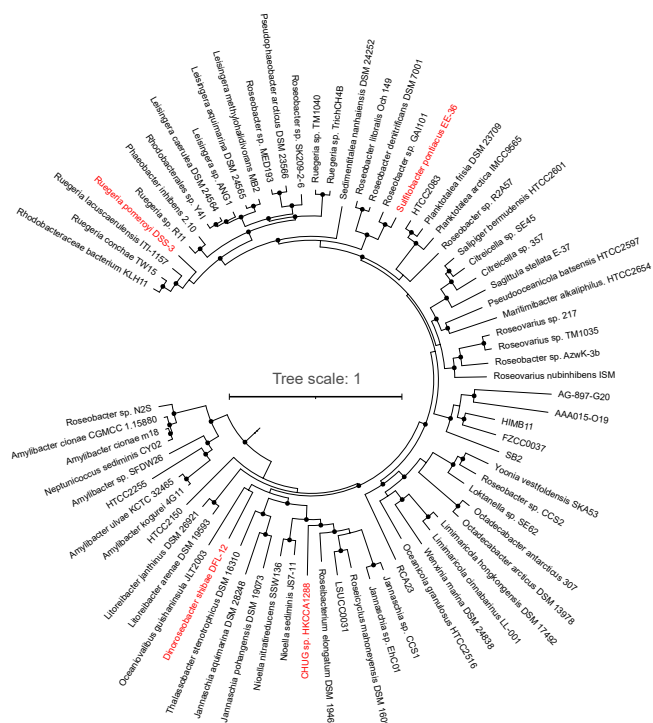 Rhodobacteraceae bacterium KLH11
Ruegeria conchae TW15
Ruegeria lacuscaerulensis ITI-1157
Ruegeria pomeroyi DSS-3
Ruegeria sp. R11
Phaeobacter inhibens 2.10
Rhodobacterales sp. Y4I
Leisingera caerulea DSM 24564
Leisingera sp. ANG1
Leisingera aquimarina DSM 24565
Leisingera methylohalidivorans MB2
Roseobacter sp. MED193
Pseudophaeobacter arcticus DSM 23566
Roseobacter sp. SK209-2-6
Ruegeria sp. TM1040
Ruegeria sp. TrichCH4B
Sedimentitalea nanhaiensis DSM 24252
Roseobacter litoralis Och 149
Roseobacter denitrificans DSM 7001
Roseobacter sp. GAI101
Sulfitobacter pontiacus EE-36
HTCC2083
Planktotalea frisia DSM 23709
Planktotalea arctica IMCC9565
Roseobacter sp. R2A57
Salipiger bermudensis HTCC2601
Citreicella sp. SE45
Citreicella sp. 357
Sagittula stellata E-37
Pseudooceanicola batsensis HTCC2597
Maritimibacter alkaliphilus HTCC2654
Roseovarius sp. 217
Roseovarius sp. TM1035
Roseobacter sp. AzwK-3b
Roseovarius nubinhibens ISM
AG-897-G20
AAA015-O19
HIMB11
FZCC0037
SB2
Yoonia vestfoldensis SKA53
Roseobacter sp. CCS2
Loktanella sp. SE62
Octadecabacter antarcticus 307
Octadecabacter arcticus DSM 13978
Limimaricola hongkongensis DSM 17492
Limimaricola cinnabarinus LL-001
Wenxinia marina DSM 24838
Oceanicola granulosus HTCC2516
RCA23
Jannaschia sp. CCS1
Jannaschia sp. ENC01
Roseicyclus mahoneyensis DSM 160
LSUCC0031
Roseibacterium elongatum DSM 1946
CHUG sp. HKCCA1288
Nioella sediminis JS7-11
Nioella nitratireducens SSW136
Jannaschia pohangensis DSM 19073
Jannaschia aquimarina DSM 28248
Thalassobacter stenotrophicus DSM 16310
Dinoroseobacter shibae DFL-12
Oceaniovalibus guishaninsula JLT2003
Litoreibacter arenae DSM 19593
Litoreibacter janthinus DSM 26921
HTCC2150
Amylibacter kogurei 4G11
Amylibacter ulvae KCTC 32465
HTCC2255
Amylibacter sp. SFDW26
Neptunicoccus sediminis CY02
Amylibacter cionae m18
Amylibacter cionae CGMCC 1.15880
Roseobacter sp. N2S
Tree scale: 1